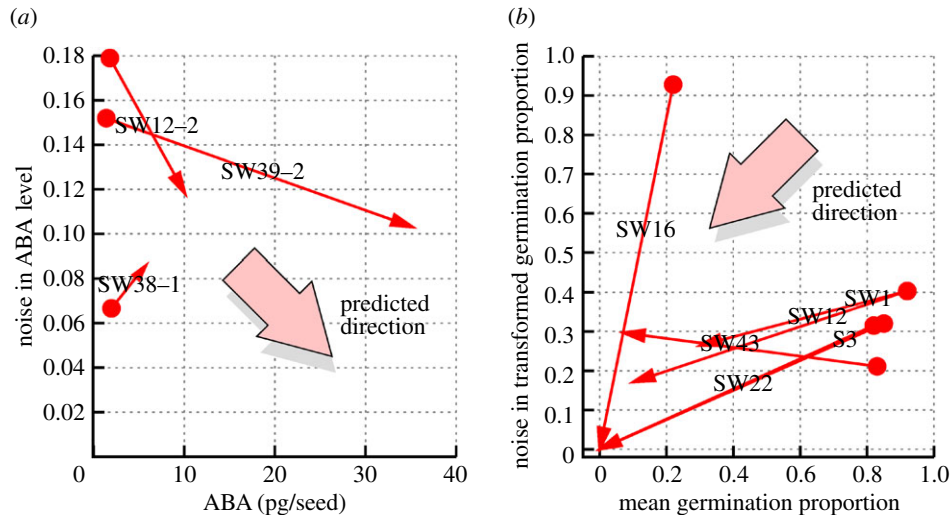 (a)
0.18
0.16
0.14
0.12
0.10
0.08
0.06
0.04
0.02
0
10
20
30
40
noise in ABA level
ABA (pg/seed)
SW12–2
SW39–2
SW38–1
predicted
direction
(b)
1.0
0.9
0.8
0.7
0.6
0.5
0.4
0.3
0.2
0.1
0
0
0.2
0.4
0.6
0.8
1.0
noise in transformed germination proportion
mean germination proportion
predicted
direction
SW16
SW1
SW12
S3
SW43
SW22